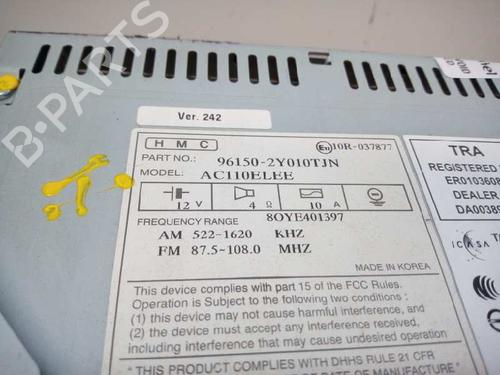 B-PARTS
Ver. 242
HMC
10R-037877
PART NO.: 96150-2Y010TJN
MODEL: AC110ELEE
12 V 4 Ω 10 A
8OYE401397
FREQUENCY RANGE
AM 522-1620 KHZ
FM 87.5-108.0 MHZ
MADE IN KOREA
This device complies with part 15 of the FCC Rules.
Operation is Subject to the following two conditions :
(1) this device may not cause harmful interference, and
(2) the device must accept any interference received,
including interference that may cause undesired operation
* THIS PRODUCT COMPLIES WITH DHHS RULE 21 CFR
TRA
REGISTERED
ER010360
DEALER
DA0038
ICASA